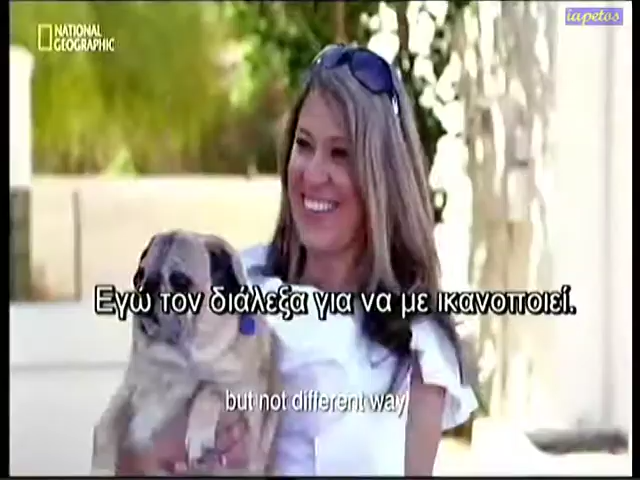 NATIONAL
GEOGRAPHIC
iapetos
Εγώ τον διάλεξα για να με ικανοποιεί.
but not different way